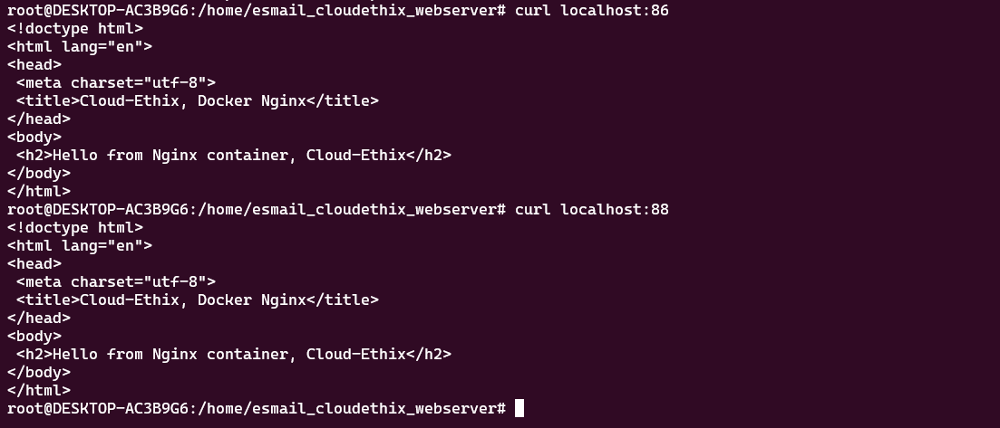 root@DESKTOP-AC3B9G6:/home/esmail_cloudethix_webserver# curl localhost:86
<!doctype html>
<html lang="en">
<head>
 <meta charset="utf-8">
 <title>Cloud-Ethix, Docker Nginx</title>
</head>
<body>
 <h2>Hello from Nginx container, Cloud-Ethix</h2>
</body>
</html>
root@DESKTOP-AC3B9G6:/home/esmail_cloudethix_webserver# curl localhost:88
<!doctype html>
<html lang="en">
<head>
 <meta charset="utf-8">
 <title>Cloud-Ethix, Docker Nginx</title>
</head>
<body>
 <h2>Hello from Nginx container, Cloud-Ethix</h2>
</body>
</html>
root@DESKTOP-AC3B9G6:/home/esmail_cloudethix_webserver#